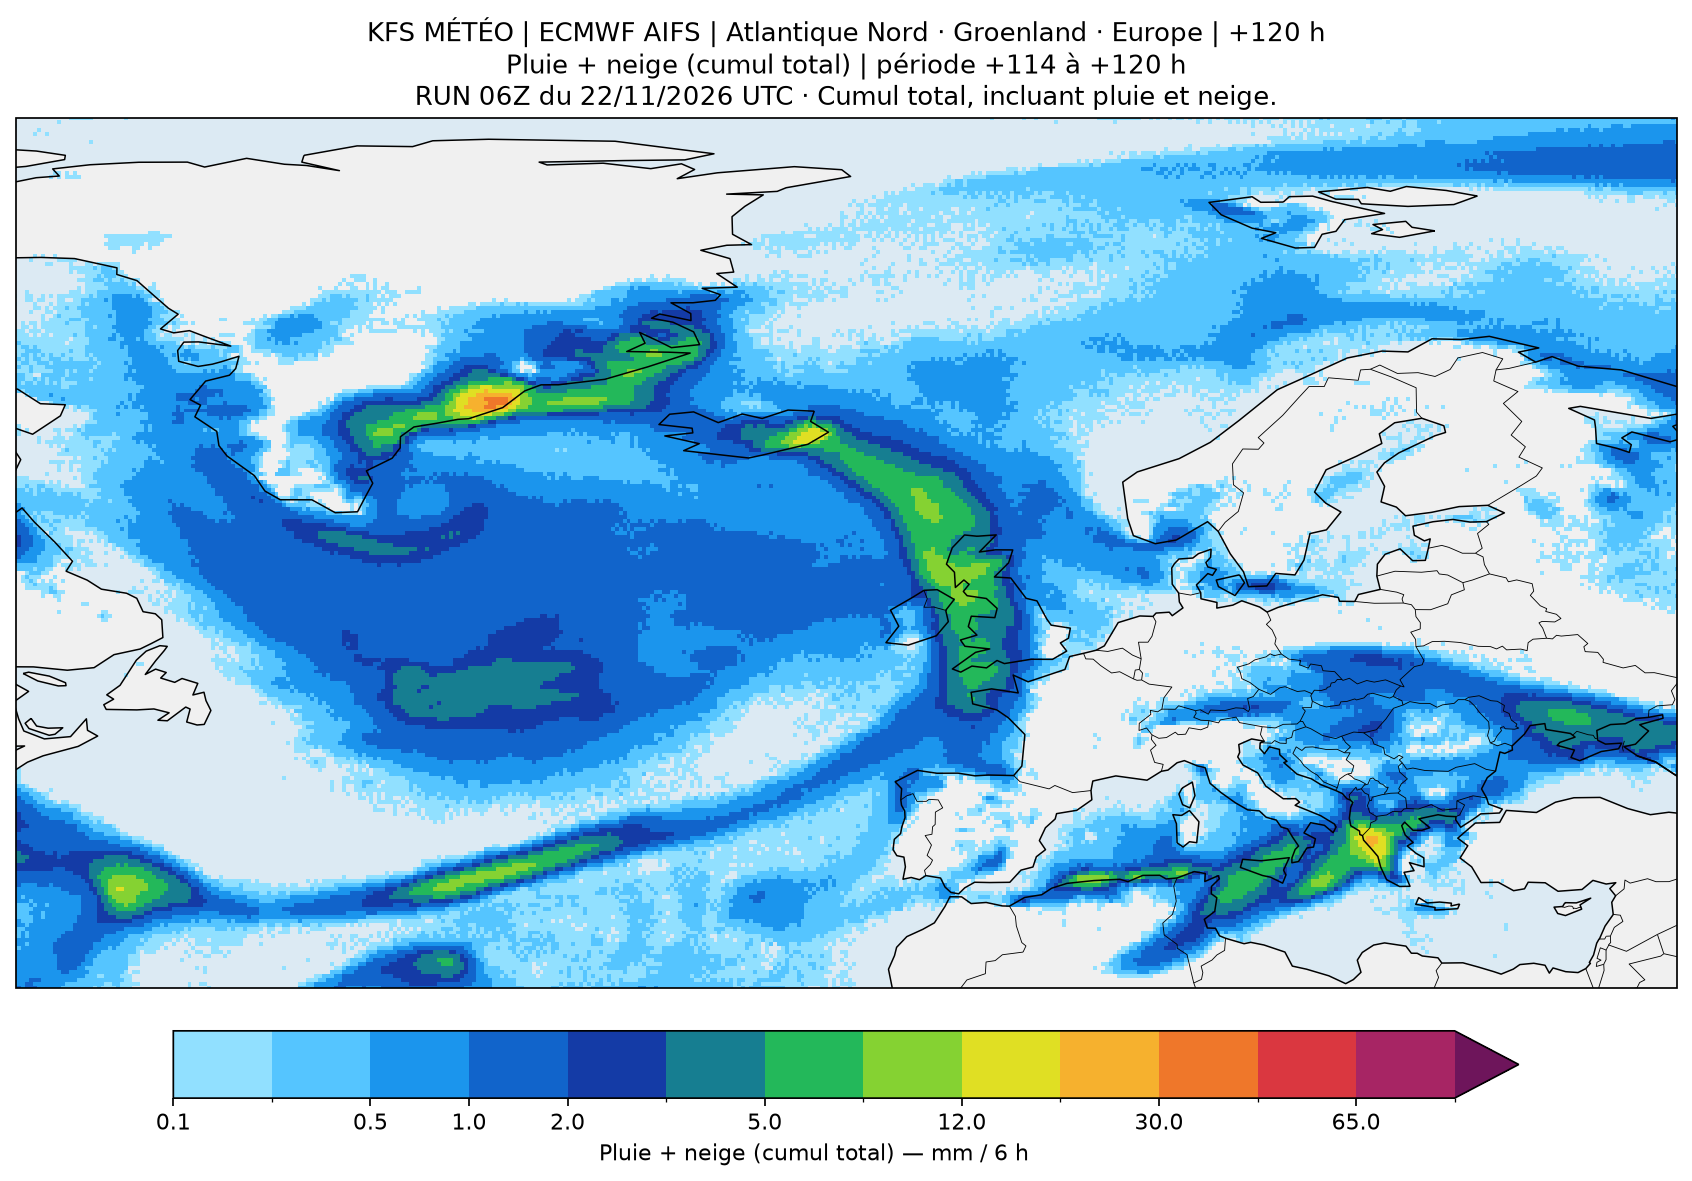 KFS MÉTÉO | ECMWF AIFS | Atlantique Nord · Groenland · Europe | +120 h
Pluie + neige (cumul total) | période +114 à +120 h
RUN 06Z du 22/11/2026 UTC · Cumul total, incluant pluie et neige.
0.1 0.5 1.0 2.0 5.0 12.0 30.0 65.0
Pluie + neige (cumul total) — mm / 6 h